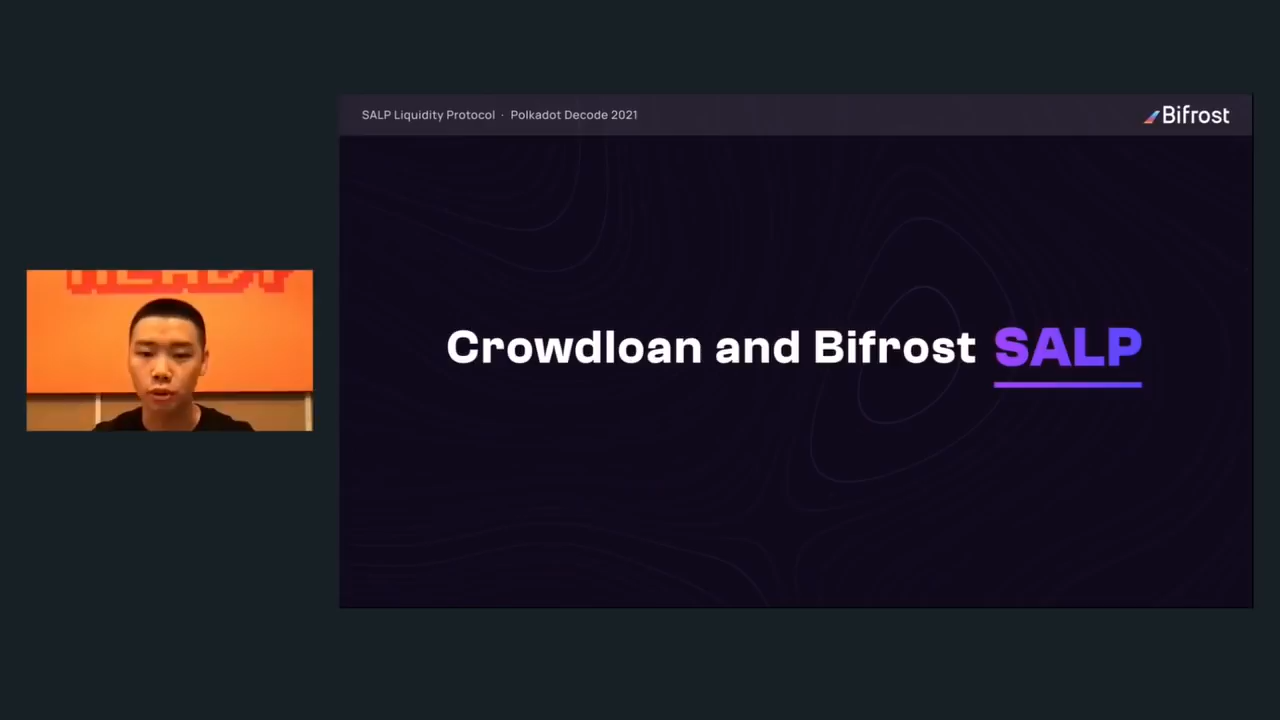 SALP Liquidity Protocol · Polkadot Decode 2021
Bifrost
Crowdloan and Bifrost SALP